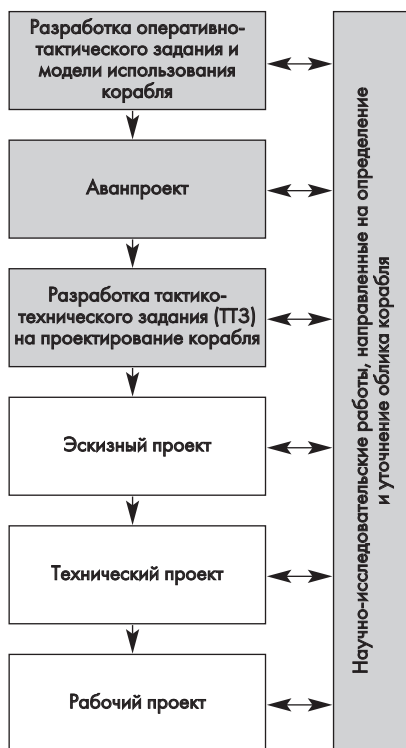 Разработка оперативно-
тактического задания и
модели использования
корабля
Аванпроект
Разработка тактико-
технического задания (ТТЗ)
на проектирование корабля
Эскизный проект
Технический проект
Рабочий проект
Научно-исследовательские работы, направленные на определение
и уточнение облика корабля